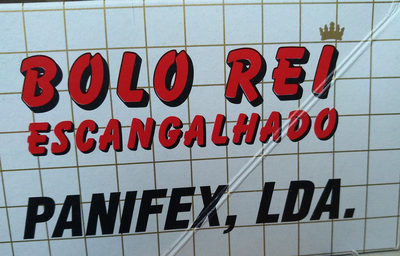 BOLO REI
ESCANGALHADO
PANIFEX, LDA.